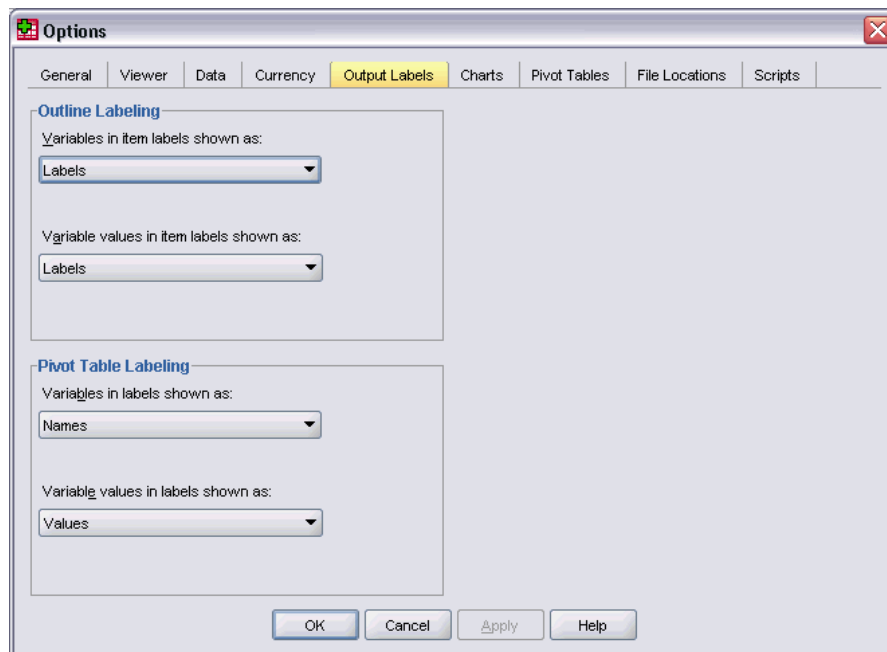 Options
General Viewer Data Currency Output Labels Charts Pivot Tables File Locations Scripts
Outline Labeling
Variables in item labels shown as:
Labels
Variable values in item labels shown as:
Labels
Pivot Table Labeling
Variables in labels shown as:
Names
Variable values in labels shown as:
Values
OK Cancel Apply Help